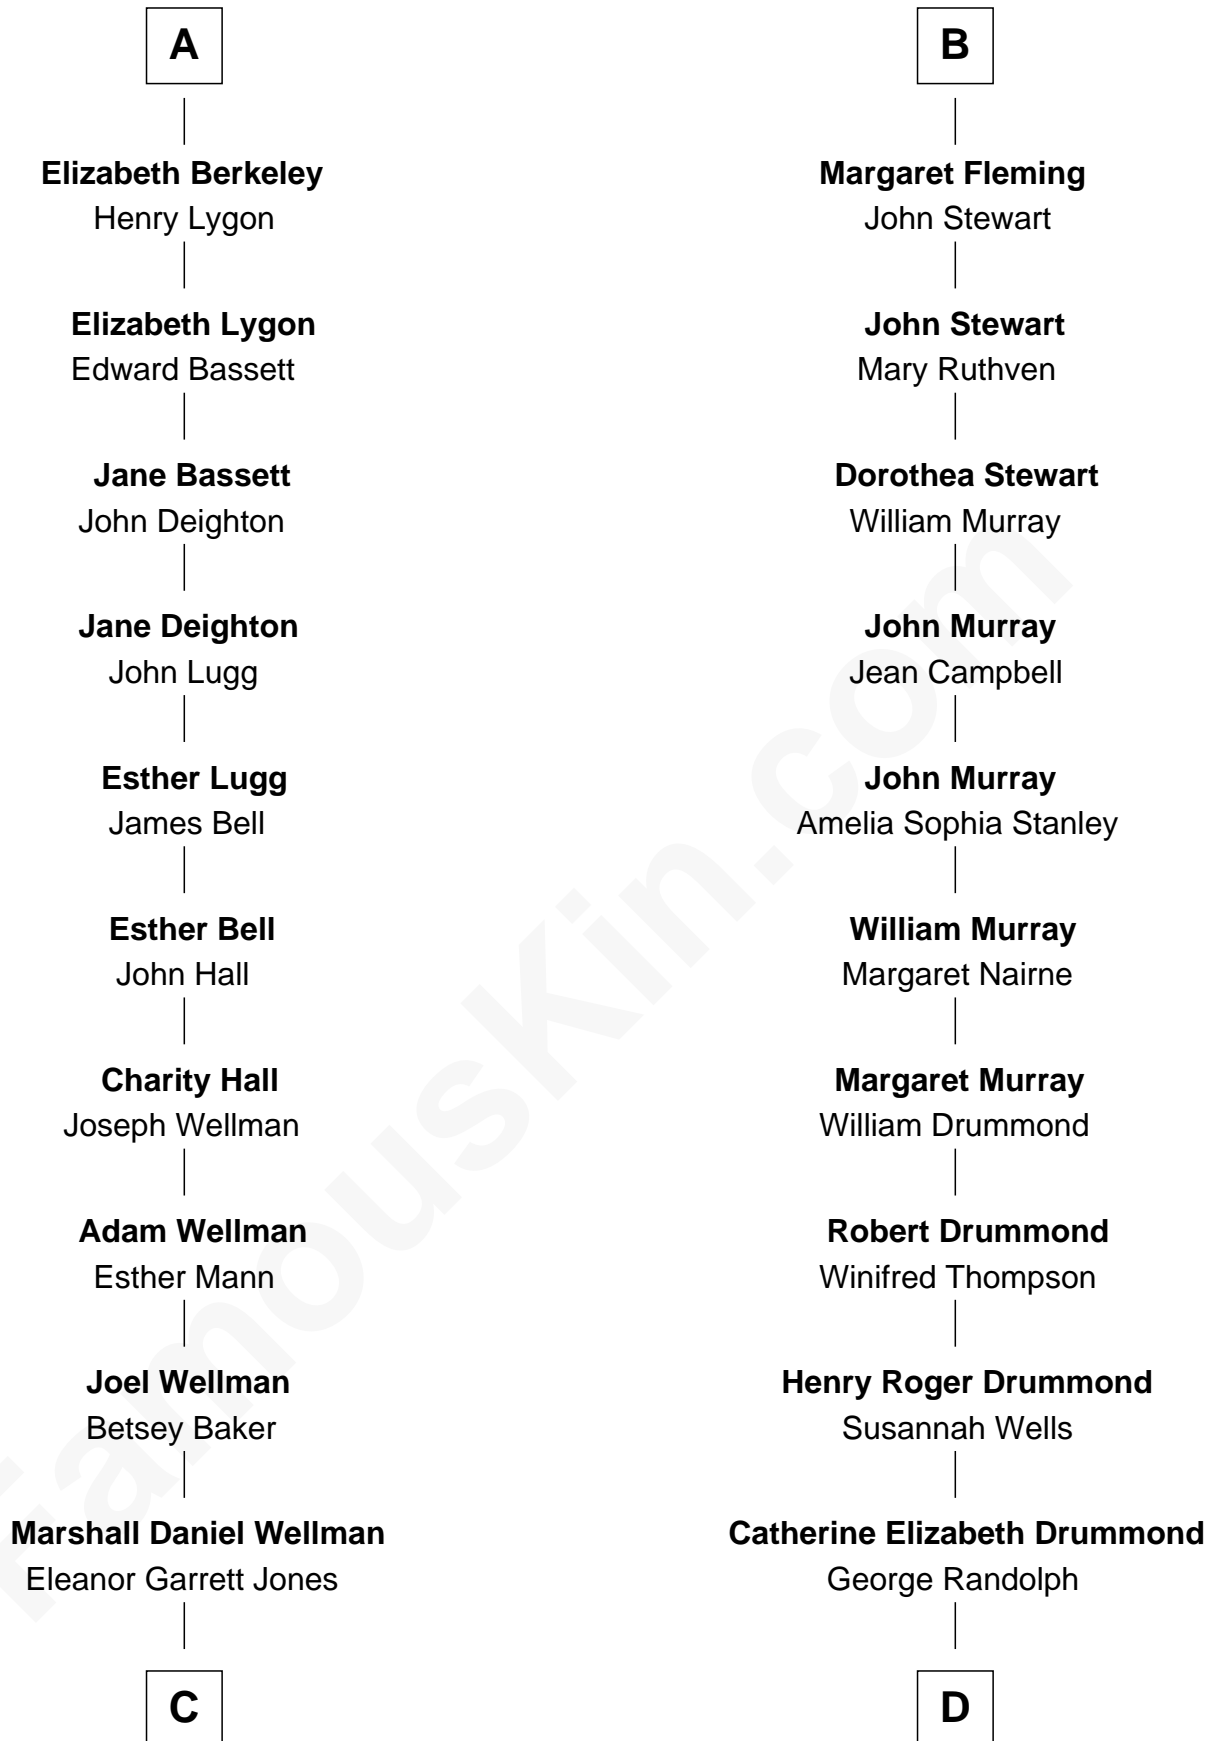 A
Elizabeth Berkeley
Henry Lygon
Elizabeth Lygon
Edward Bassett
Jane Bassett
John Deighton
Jane Deighton
John Lugg
Esther Lugg
James Bell
Esther Bell
John Hall
Charity Hall
Joseph Wellman
Adam Wellman
Esther Mann
Joel Wellman
Betsey Baker
Marshall Daniel Wellman
Eleanor Garrett Jones
C
B
Margaret Fleming
John Stewart
John Stewart
Mary Ruthven
Dorothea Stewart
William Murray
John Murray
Jean Campbell
John Murray
Amelia Sophia Stanley
William Murray
Margaret Nairne
Margaret Murray
William Drummond
Robert Drummond
Winifred Thompson
Henry Roger Drummond
Susannah Wells
Catherine Elizabeth Drummond
George Randolph
D
FamousKin.com